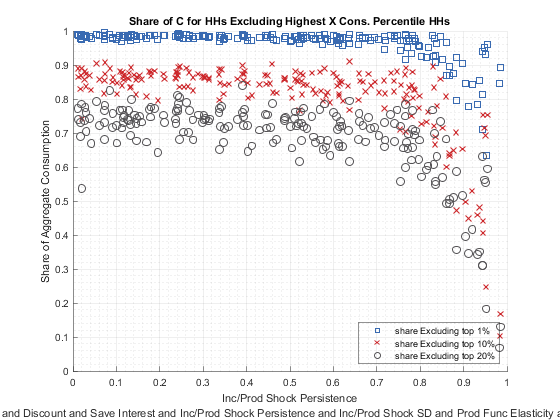 Share of C for HHs Excluding Highest X Cons. Percentile HHs
Share of Aggregate Consumption
1
0.9
0.8
0.7
0.6
0.5
0.4
0.3
0.2
0.1
0
share Excluding top 1%
share Excluding top 10%
share Excluding top 20%
0 0.1 0.2 0.3 0.4 0.5 0.6 0.7 0.8 0.9 1
Inc/Prod Shock Persistence
and Discount and Save Interest and Inc/Prod Shock Persistence and Inc/Prod Shock SD and Prod Func Elasticity a